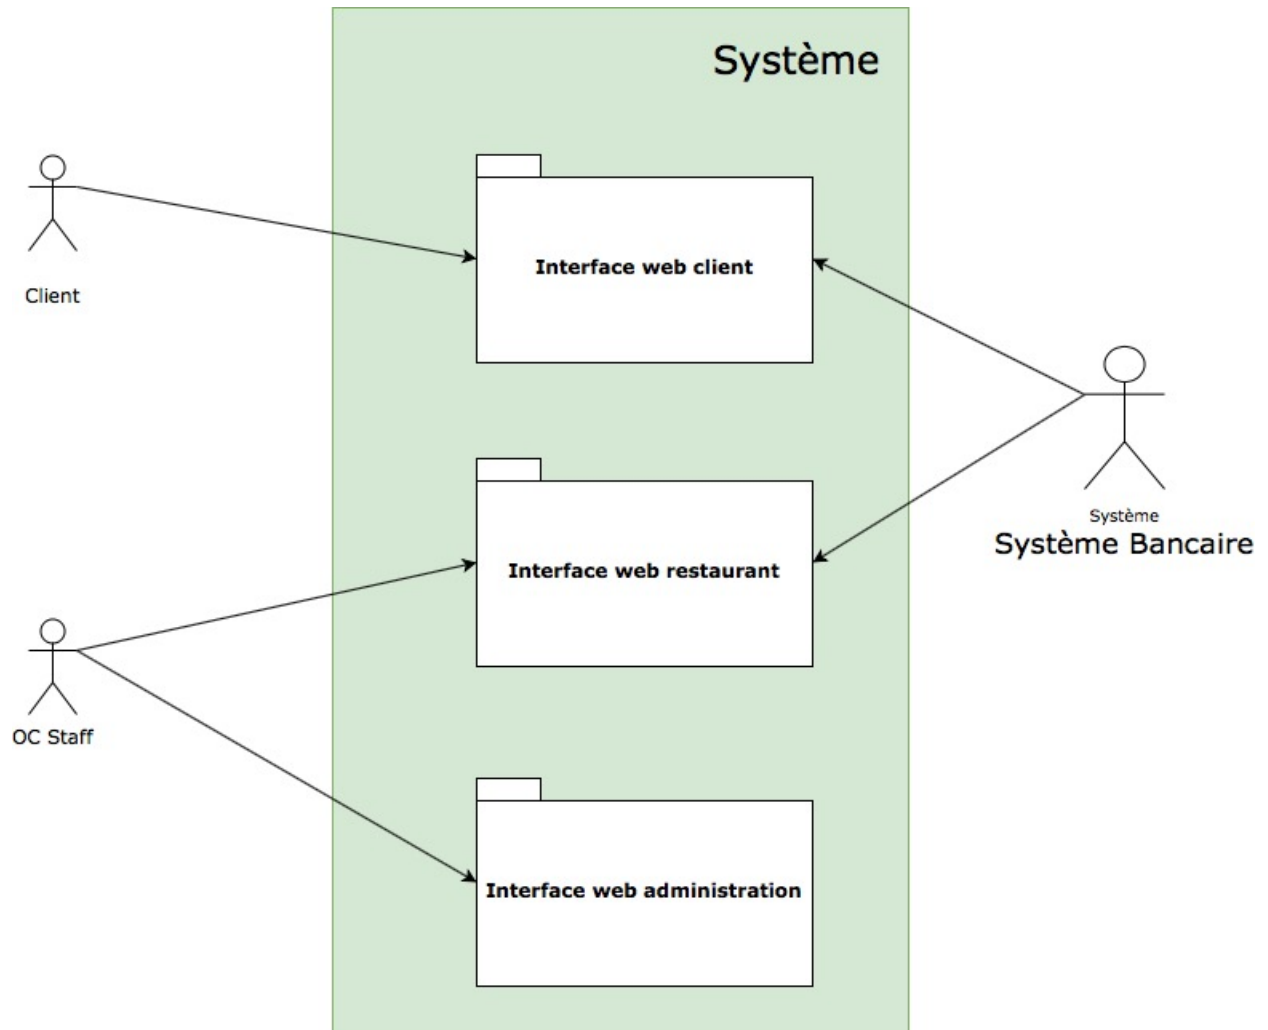 Système
Interface web client
Client
Système
Système Bancaire
Interface web restaurant
OC Staff
Interface web administration